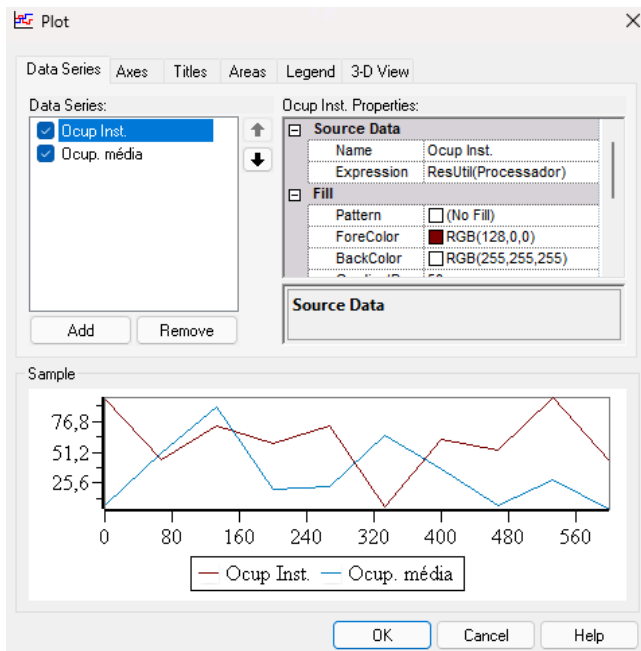 Plot
Data Series Axes Titles Areas Legend 3-D View
Data Series:
Ocup Inst.
Ocup. média
Add Remove
Ocup Inst. Properties:
Source Data
Name Ocup Inst.
Expression ResUtil(Processador)
Fill
Pattern (No Fill)
ForeColor RGB(128,0,0)
BackColor RGB(255,255,255)
Source Data
Sample
76,8
51,2
25,6
0 80 160 240 320 400 480 560
Ocup Inst. Ocup. média
OK Cancel Help